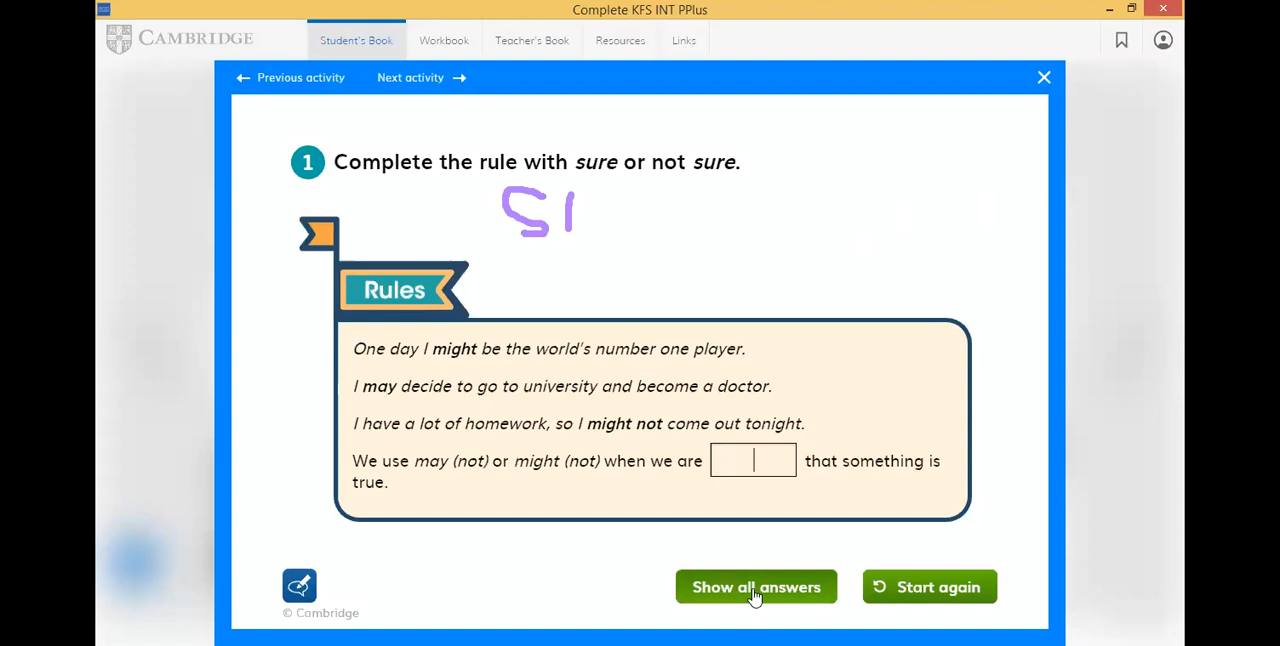 Complete KFS INT PPlus
CAMBRIDGE
Student's Book Workbook Teacher's Book Resources Links
Previous activity Next activity
1 Complete the rule with sure or not sure.
Rules
One day I might be the world's number one player.
I may decide to go to university and become a doctor.
I have a lot of homework, so I might not come out tonight.
We use may (not) or might (not) when we are that something is
true.
Show all answers Start again
© Cambridge